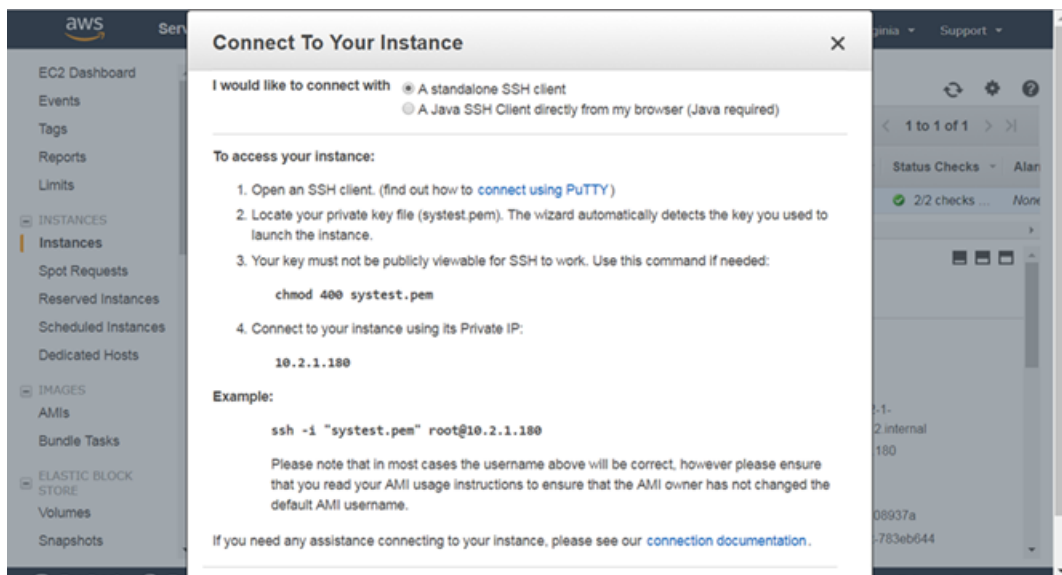 aws
Serv
ginia
Support
Connect To Your Instance
I would like to connect with
A standalone SSH client
A Java SSH Client directly from my browser (Java required)
To access your instance:
1. Open an SSH client. (find out how to connect using PuTTY)
2. Locate your private key file (systest.pem). The wizard automatically detects the key you used to
launch the instance.
3. Your key must not be publicly viewable for SSH to work. Use this command if needed:
chmod 400 systest.pem
4. Connect to your instance using its Private IP:
10.2.1.180
Example:
ssh -i "systest.pem" root@10.2.1.180
Please note that in most cases the username above will be correct, however please ensure
that you read your AMI usage instructions to ensure that the AMI owner has not changed the
default AMI username.
If you need any assistance connecting to your instance, please see our connection documentation.
EC2 Dashboard
Events
Tags
Reports
Limits
INSTANCES
Instances
Spot Requests
Reserved Instances
Scheduled Instances
Dedicated Hosts
IMAGES
AMIs
Bundle Tasks
ELASTIC BLOCK
STORE
Volumes
Snapshots
1 to 1 of 1
Status Checks
Alar
2/2 checks ...
None
2-1-
2.internal
180
08937a
-783eb644